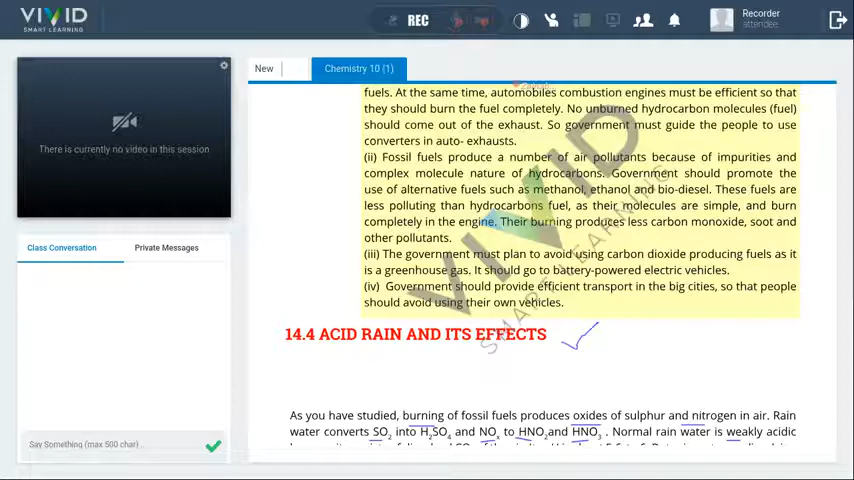 VIVID
SMART LEARNING
REC
Recorder
attendee
New
Chemistry 10 (1)
There is currently no video in this session
Class Conversation
Private Messages
Say Something (max 500 char) .
fuels. At the same time, automobiles combustion engines must be efficient so that
they should burn the fuel completely. No unburned hydrocarbon molecules (fuel)
should come out of the exhaust. So government must guide the people to use
converters in auto- exhausts.
(ii) Fossil fuels produce a number of air pollutants because of impurities and
complex molecule nature of hydrocarbons. Government should promote the
use of alternative fuels such as methanol, ethanol and bio-diesel. These fuels are
less polluting than hydrocarbons fuel, as their molecules are simple, and burn
completely in the engine. Their burning produces less carbon monoxide, soot and
other pollutants.
(iii) The government must plan to avoid using carbon dioxide producing fuels as it
is a greenhouse gas. It should go to battery-powered electric vehicles.
(iv) Government should provide efficient transport in the big cities, so that people
should avoid using their own vehicles.
VIVID
SMART LEARNING
14.4 ACID RAIN AND ITS EFFECTS
As you have studied, burning of fossil fuels produces oxides of sulphur and nitrogen in air. Rain
water converts SO₂ into H₂SO₄ and NOₓ to HNO₂and HNO₃ . Normal rain water is weakly acidic